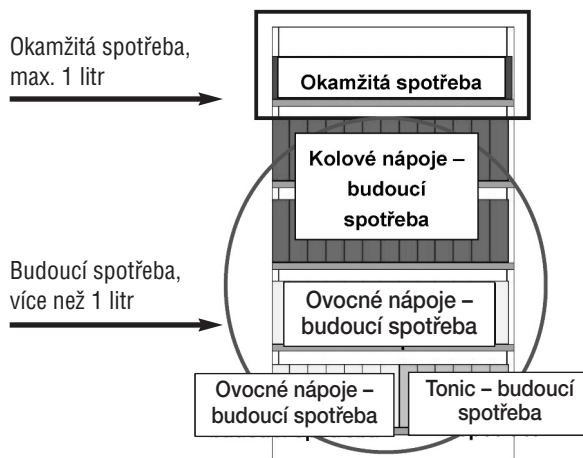 Okamžitá spotřeba,
max. 1 litr
Okamžitá spotřeba
Kolové nápoje –
budoucí
spotřeba
Budoucí spotřeba,
více než 1 litr
Ovocné nápoje –
budoucí spotřeba
Ovocné nápoje –
budoucí spotřeba
Tonic – budoucí
spotřeba